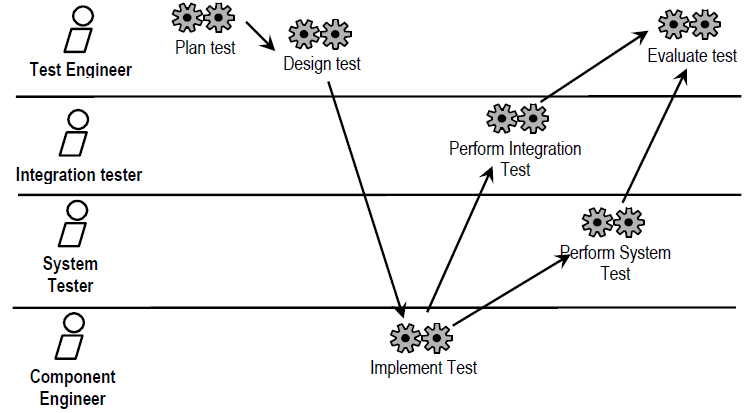 Plan test
Design test
Evaluate test
Test Engineer
Perform Integration
Test
Integration tester
Perform System
Test
System
Tester
Implement Test
Component
Engineer